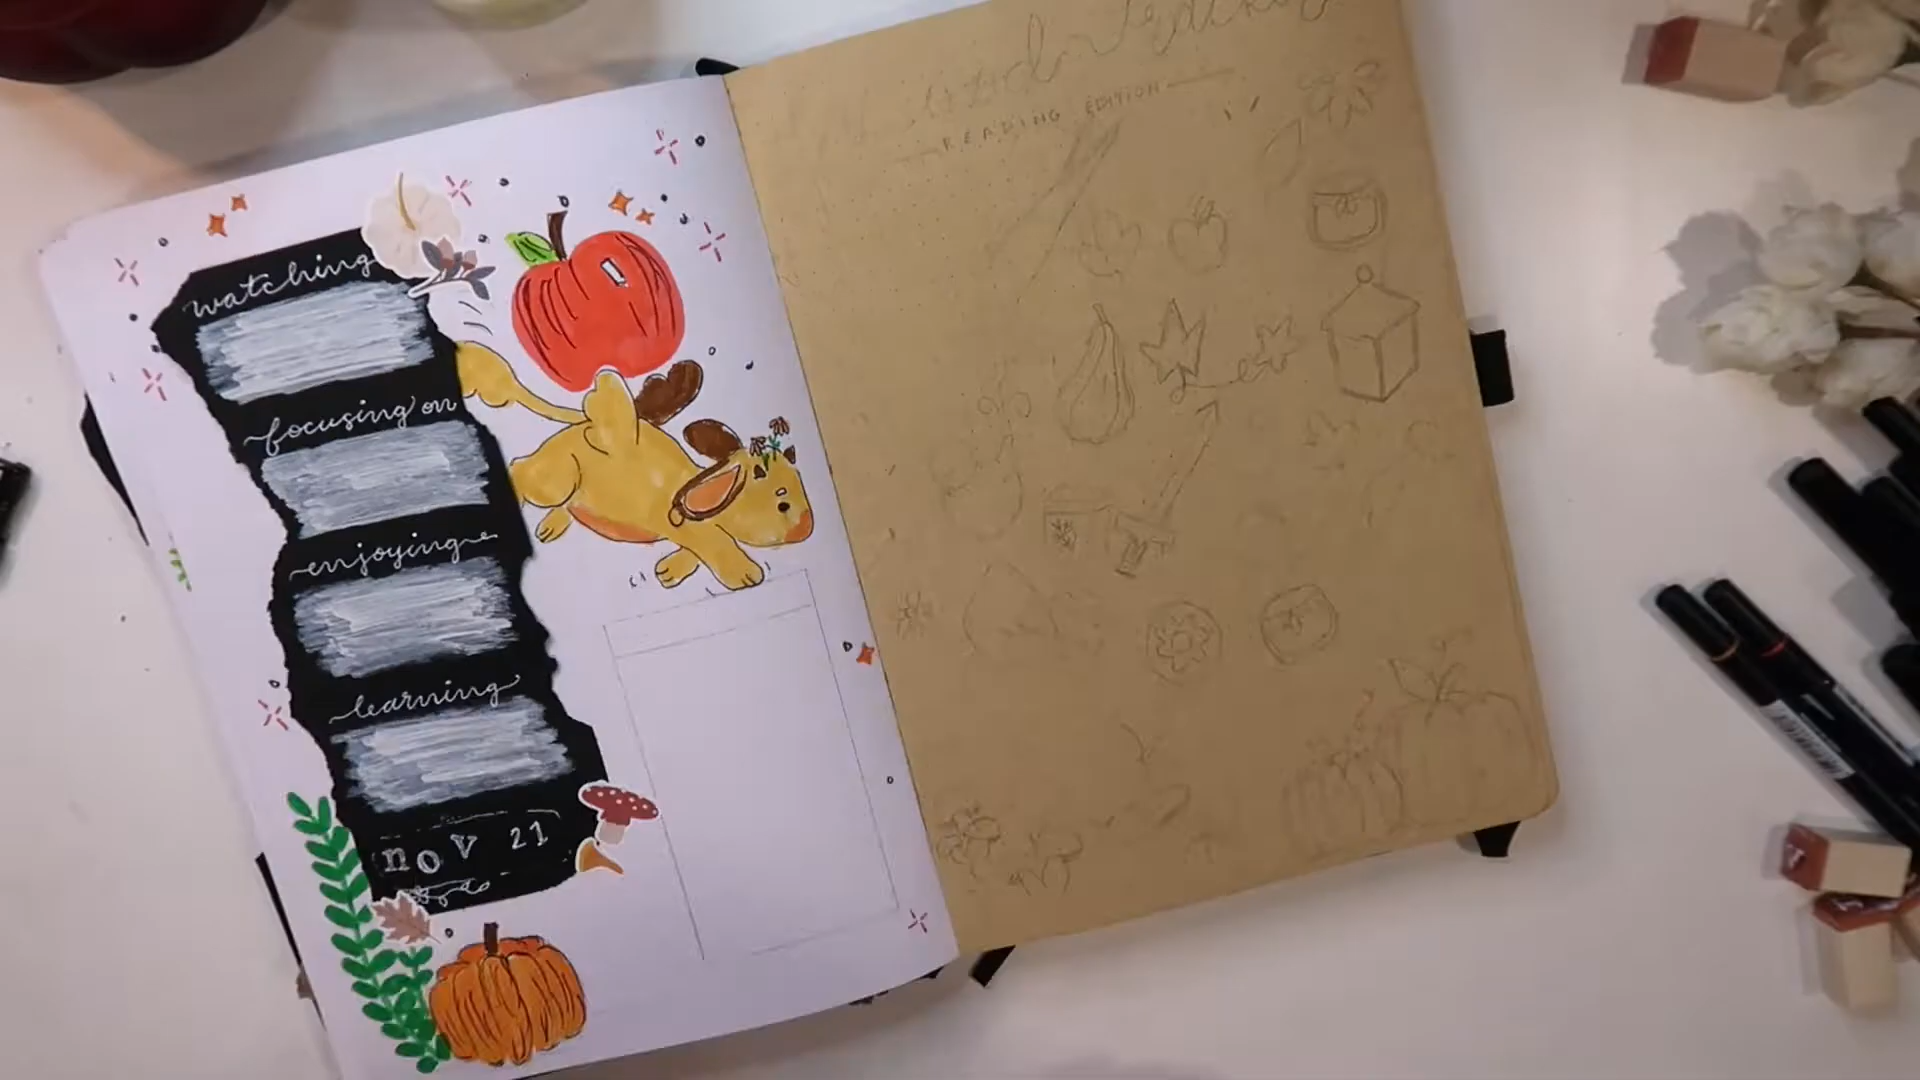 watching
focusing on
enjoying
learning
nov 21
READING EDITION